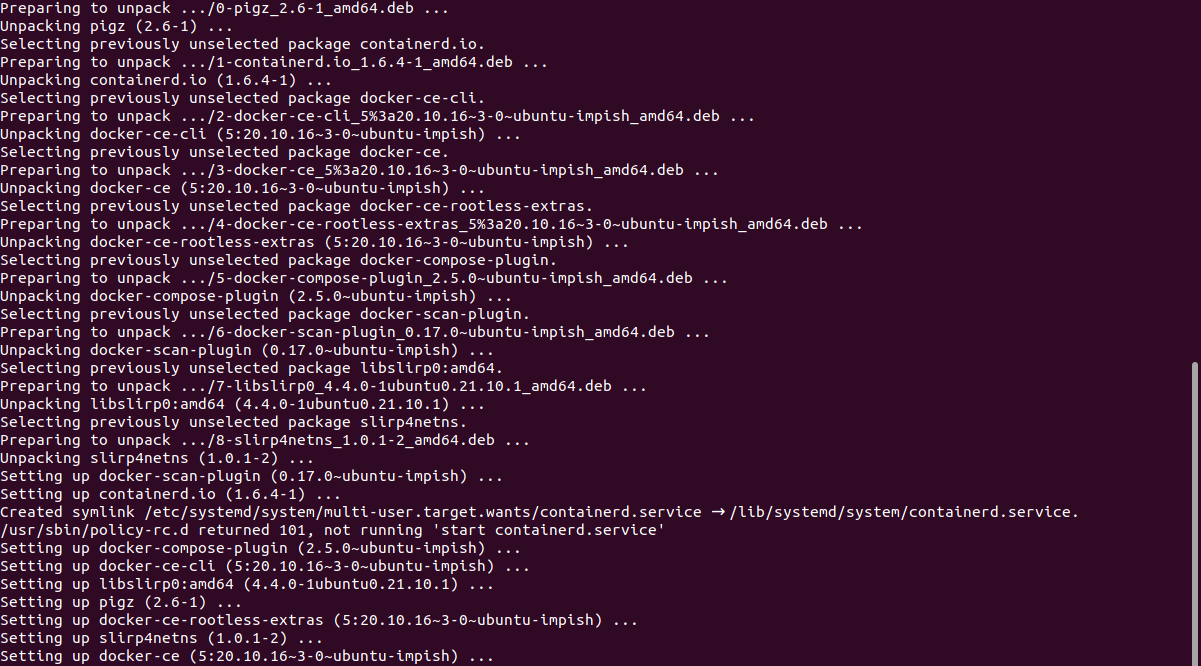 Preparing to unpack .../0-pigz_2.6-1_amd64.deb ...
Unpacking pigz (2.6-1) ...
Selecting previously unselected package containerd.io.
Preparing to unpack .../1-containerd.io_1.6.4-1_amd64.deb ...
Unpacking containerd.io (1.6.4-1) ...
Selecting previously unselected package docker-ce-cli.
Preparing to unpack .../2-docker-ce-cli_5%3a20.10.16~3-0~ubuntu-impish_amd64.deb ...
Unpacking docker-ce-cli (5:20.10.16~3-0~ubuntu-impish) ...
Selecting previously unselected package docker-ce.
Preparing to unpack .../3-docker-ce_5%3a20.10.16~3-0~ubuntu-impish_amd64.deb ...
Unpacking docker-ce (5:20.10.16~3-0~ubuntu-impish) ...
Selecting previously unselected package docker-ce-rootless-extras.
Preparing to unpack .../4-docker-ce-rootless-extras_5%3a20.10.16~3-0~ubuntu-impish_amd64.deb ...
Unpacking docker-ce-rootless-extras (5:20.10.16~3-0~ubuntu-impish) ...
Selecting previously unselected package docker-compose-plugin.
Preparing to unpack .../5-docker-compose-plugin_2.5.0~ubuntu-impish_amd64.deb ...
Unpacking docker-compose-plugin (2.5.0~ubuntu-impish) ...
Selecting previously unselected package docker-scan-plugin.
Preparing to unpack .../6-docker-scan-plugin_0.17.0~ubuntu-impish_amd64.deb ...
Unpacking docker-scan-plugin (0.17.0~ubuntu-impish) ...
Selecting previously unselected package libslirp0:amd64.
Preparing to unpack .../7-libslirp0_4.4.0-1ubuntu0.21.10.1_amd64.deb ...
Unpacking libslirp0:amd64 (4.4.0-1ubuntu0.21.10.1) ...
Selecting previously unselected package slirp4netns.
Preparing to unpack .../8-slirp4netns_1.0.1-2_amd64.deb ...
Unpacking slirp4netns (1.0.1-2) ...
Setting up docker-scan-plugin (0.17.0~ubuntu-impish) ...
Setting up containerd.io (1.6.4-1) ...
Created symlink /etc/systemd/system/multi-user.target.wants/containerd.service → /lib/systemd/system/containerd.service.
/usr/sbin/policy-rc.d returned 101, not running 'start containerd.service'
Setting up docker-compose-plugin (2.5.0~ubuntu-impish) ...
Setting up docker-ce-cli (5:20.10.16~3-0~ubuntu-impish) ...
Setting up libslirp0:amd64 (4.4.0-1ubuntu0.21.10.1) ...
Setting up pigz (2.6-1) ...
Setting up docker-ce-rootless-extras (5:20.10.16~3-0~ubuntu-impish) ...
Setting up slirp4netns (1.0.1-2) ...
Setting up docker-ce (5:20.10.16~3-0~ubuntu-impish) ...